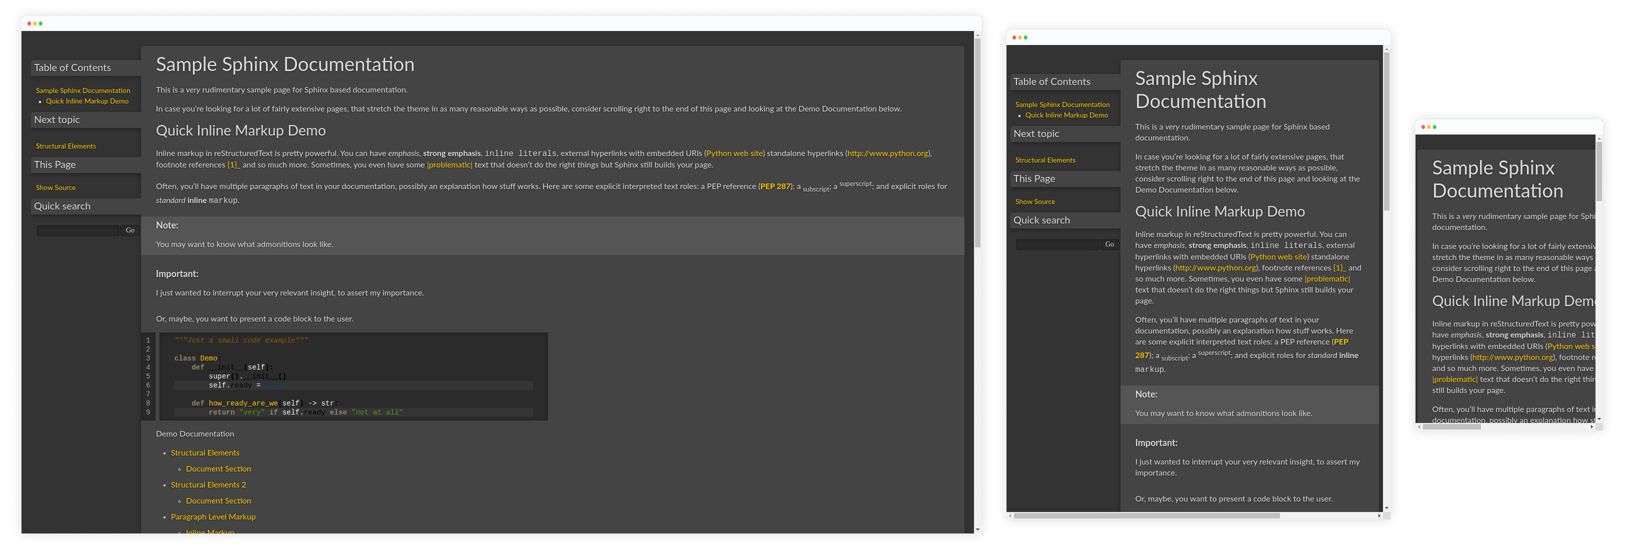 Table of Contents
Sample Sphinx Documentation
Quick Inline Markup Demo
Next topic
Structural Elements
This Page
Show Source
Quick search
Go
Sample Sphinx Documentation
This is a very rudimentary sample page for Sphinx based documentation.
In case you're looking for a lot of fairly extensive pages, that stretch the theme in as many reasonable ways as possible, consider scrolling right to the end of this page and looking at the Demo Documentation below.
Quick Inline Markup Demo
Inline markup in reStructuredText is pretty powerful. You can have emphasis, strong emphasis, inline literals, external hyperlinks with embedded URIs (Python web site) standalone hyperlinks (http://www.python.org),
footnote references [1]_ and so much more. Sometimes, you even have some |problematic| text that doesn't do the right things but Sphinx still builds your page.
Often, you'll have multiple paragraphs of text in your documentation, possibly an explanation how stuff works. Here are some explicit interpreted text roles: a PEP reference (PEP 287); a subscript; a superscript; and explicit roles for
standard inline markup.
Note:
You may want to know what admonitions look like.
Important:
I just wanted to interrupt your very relevant insight, to assert my importance.
Or, maybe, you want to present a code block to the user.
1 """Just a small code example"""
2
3 class Demo
4 def __init__(self):
5 super().__init__()
6 self.ready =
7
8 def how_ready_are_we(self) -> str:
9 return "very" if self.ready else "not at all"
Demo Documentation
Structural Elements
Document Section
Structural Elements 2
Document Section
Paragraph Level Markup
Inline Markup
Table of Contents
Sample Sphinx Documentation
Quick Inline Markup Demo
Next topic
Structural Elements
This Page
Show Source
Quick search
Go
Sample Sphinx
Documentation
This is a very rudimentary sample page for Sphinx based
documentation.
In case you're looking for a lot of fairly extensive pages, that
stretch the theme in as many reasonable ways as possible,
consider scrolling right to the end of this page and looking at the
Demo Documentation below.
Quick Inline Markup Demo
Inline markup in reStructuredText is pretty powerful. You can
have emphasis, strong emphasis, inline literals, external
hyperlinks with embedded URIs (Python web site) standalone
hyperlinks (http://www.python.org), footnote references [1]_ and
so much more. Sometimes, you even have some |problematic|
text that doesn't do the right things but Sphinx still builds your
page.
Often, you'll have multiple paragraphs of text in your
documentation, possibly an explanation how stuff works. Here
are some explicit interpreted text roles: a PEP reference (PEP
287); a subscript; a superscript; and explicit roles for standard inline
markup.
Note:
You may want to know what admonitions look like.
Important:
I just wanted to interrupt your very relevant insight, to assert my
importance.
Or, maybe, you want to present a code block to the user.
Sample Sphinx
Documentation
This is a very rudimentary sample page for Sphi
documentation.
In case you're looking for a lot of fairly extensiv
stretch the theme in as many reasonable ways
consider scrolling right to the end of this page a
Demo Documentation below.
Quick Inline Markup Dem
Inline markup in reStructuredText is pretty pow
have emphasis, strong emphasis, inline lit
hyperlinks with embedded URIs (Python web s
hyperlinks (http://www.python.org), footnote r
and so much more. Sometimes, you even have
|problematic| text that doesn't do the right thin
still builds your page.
Often, you'll have multiple paragraphs of text i
documentation, possibly an explanation how st